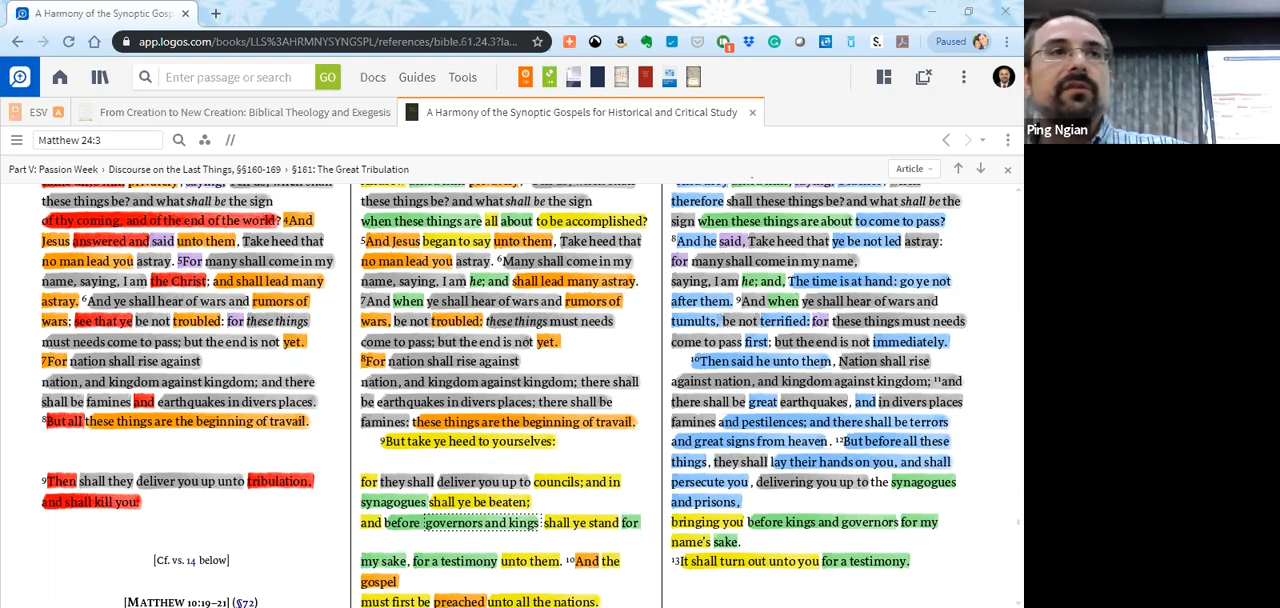 A Harmony of the Synoptic Gosp
app.logos.com/books/LLS%3AHRMNYSYNGSPL/references/bible.61.24.3?la...
1
Paused
Enter passage or search
GO
Docs
Guides
Tools
ESV
A
From Creation to New Creation: Biblical Theology and Exegesis
A Harmony of the Synoptic Gospels for Historical and Critical Study
Matthew 24:3
Part V: Passion Week › Discourse on the Last Things, §§160-169 › §161: The Great Tribulation
Article
these things be? and what shall be the sign
of thy coming, and of the end of the world? 4And
Jesus answered and said unto them, Take heed that
no man lead you astray. 5For many shall come in my
name, saying, I am the Christ; and shall lead many
astray. 6And ye shall hear of wars and rumors of
wars; see that ye be not troubled: for these things
must needs come to pass; but the end is not yet.
7For nation shall rise against
nation, and kingdom against kingdom; and there
shall be famines and earthquakes in divers places.
8But all these things are the beginning of travail.
9Then shall they deliver you up unto tribulation,
and shall kill you:
[Cf. vs. 14 below]
[MATTHEW 10:19–21] (§72)
these things be? and what shall be the sign
when these things are all about to be accomplished?
5And Jesus began to say unto them, Take heed that
no man lead you astray. 6Many shall come in my
name, saying, I am he; and shall lead many astray.
7And when ye shall hear of wars and rumors of
wars, be not troubled: these things must needs
come to pass; but the end is not yet.
8For nation shall rise against
nation, and kingdom against kingdom; there shall
be earthquakes in divers places; there shall be
famines: these things are the beginning of travail.
9But take ye heed to yourselves:
for they shall deliver you up to councils; and in
synagogues shall ye be beaten;
and before governors and kings shall ye stand for
my sake, for a testimony unto them. 10And the
gospel
must first be preached unto all the nations.
therefore shall these things be? and what shall be the
sign when these things are about to come to pass?
8And he said, Take heed that ye be not led astray:
for many shall come in my name,
saying, I am he; and, The time is at hand: go ye not
after them. 9And when ye shall hear of wars and
tumults, be not terrified: for these things must needs
come to pass first; but the end is not immediately.
10Then said he unto them, Nation shall rise
against nation, and kingdom against kingdom; 11and
there shall be great earthquakes, and in divers places
famines and pestilences; and there shall be terrors
and great signs from heaven. 12But before all these
things, they shall lay their hands on you, and shall
persecute you, delivering you up to the synagogues
and prisons,
bringing you before kings and governors for my
name's sake.
13It shall turn out unto you for a testimony.
Ping Ngian